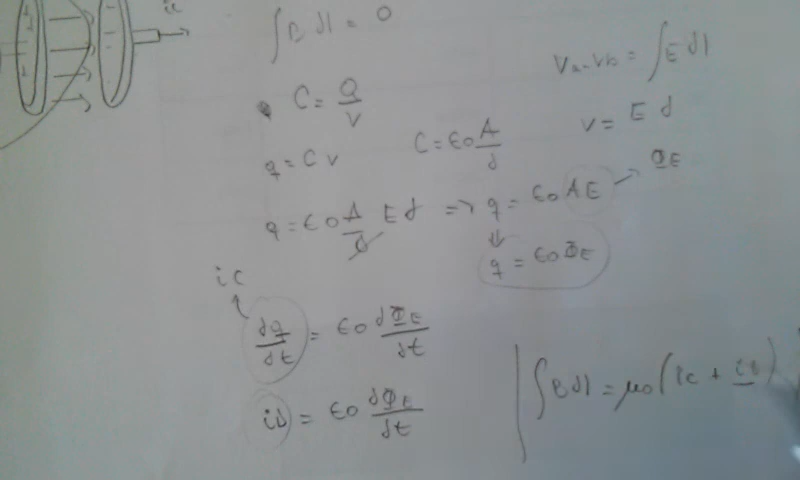 ic
∫B dl = 0
Va-Vb = ∫E dl
C = Q/V
V = E d
q = C V
C = ϵ0 A/d
q = ϵ0 A/d E d => q = ϵ0 A E → ΦE
⇓
q = ϵ0 ΦE
ic
dq/dt = ϵ0 dΦE/dt
iD = ϵ0 dΦE/dt
∫B dl = μ0 (ic + iD)